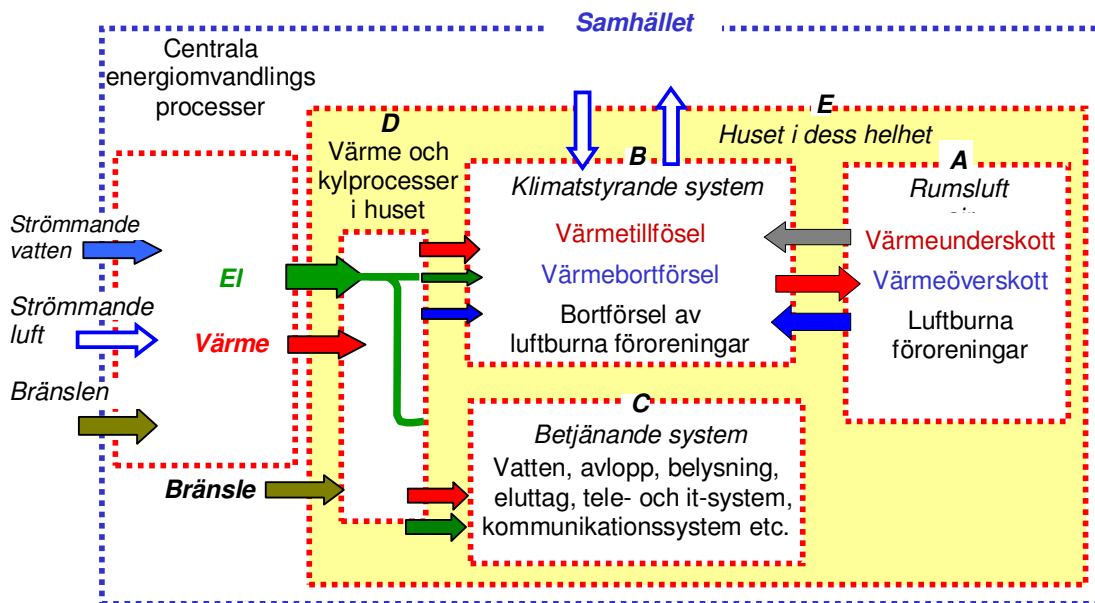 Samhället
Centrala
energiomvandlings
processer
E
Huset i dess helhet
D
Värme och
kylprocesser
i huset
B
Klimatstyrande system
Värmetillfösel
Värmebortförsel
Bortförsel av
luftburna föroreningar
A
Rumsluft
Värmeunderskott
Värmeöverskott
Luftburna
föroreningar
Strömmande
vatten
El
Strömmande
luft
Värme
Bränslen
Bränsle
C
Betjänande system
Vatten, avlopp, belysning,
eluttag, tele- och it-system,
kommunikationssystem etc.